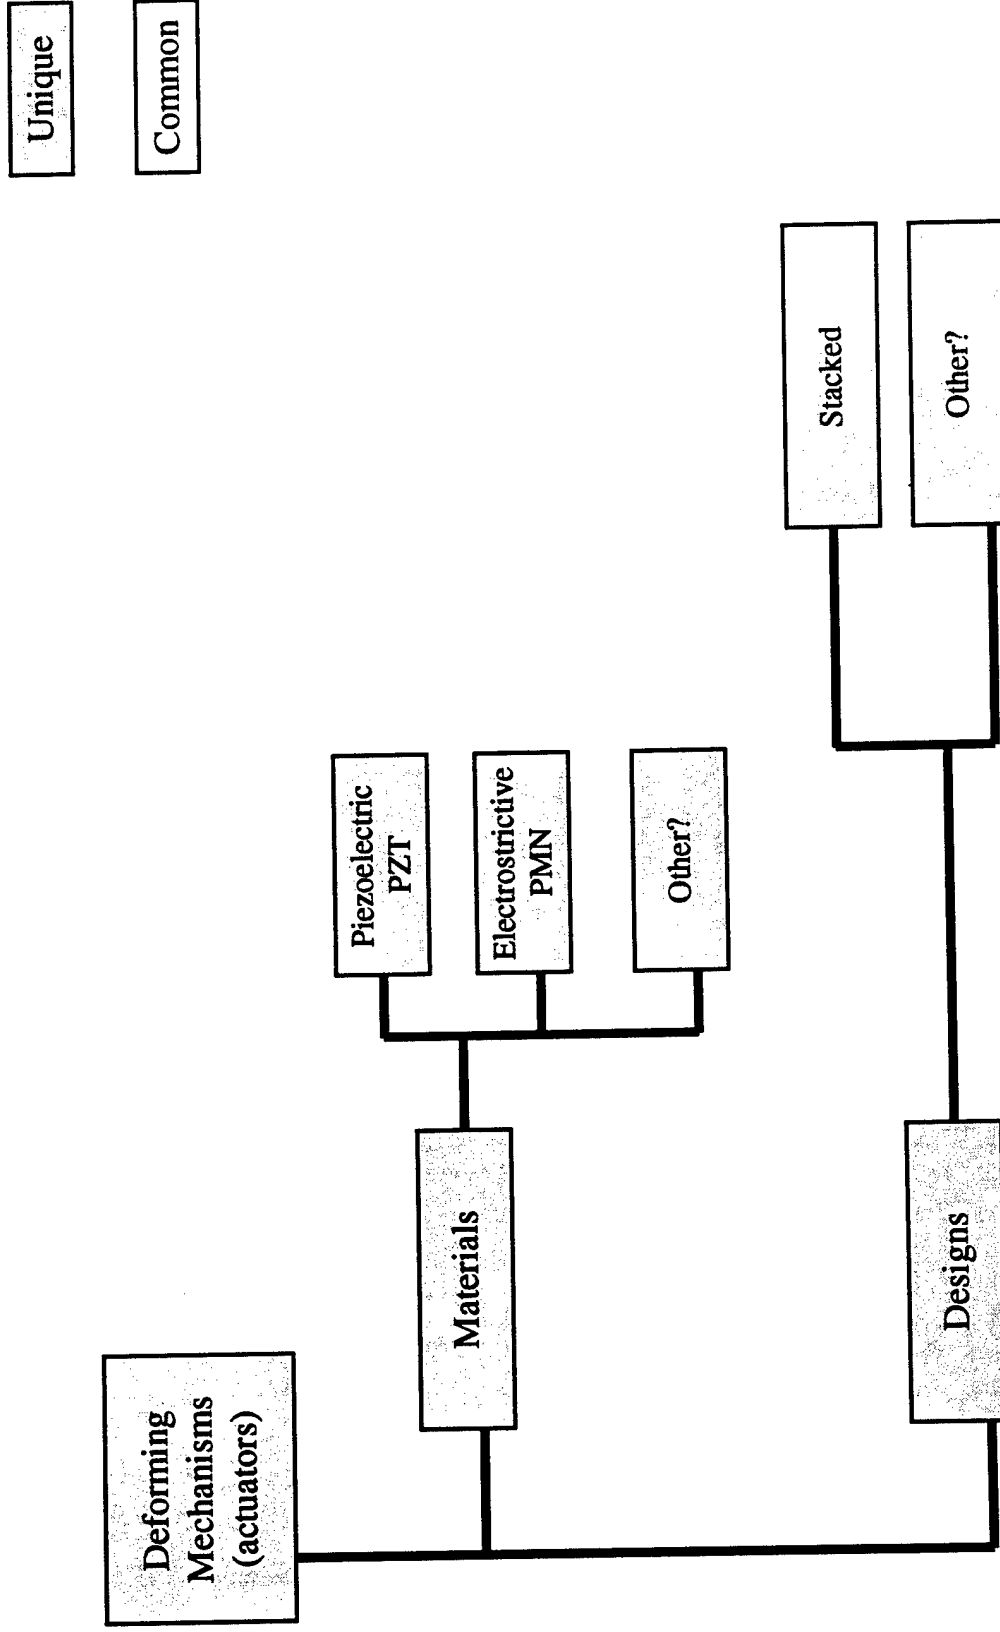 Unique
Common
Deforming
Mechanisms
(actuators)
Materials
Piezoelectric
PZT
Electrostrictive
PMN
Other?
Designs
Stacked
Other?